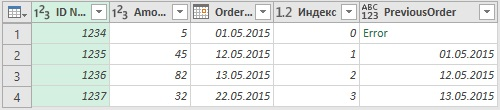 1²3 ID N... 1²3 Amo... Order... 1.2 Индекс ABC 123 PreviousOrder
1 1234 5 01.05.2015 0 Error
2 1235 45 12.05.2015 1 01.05.2015
3 1236 82 13.05.2015 2 12.05.2015
4 1237 32 22.05.2015 3 13.05.2015